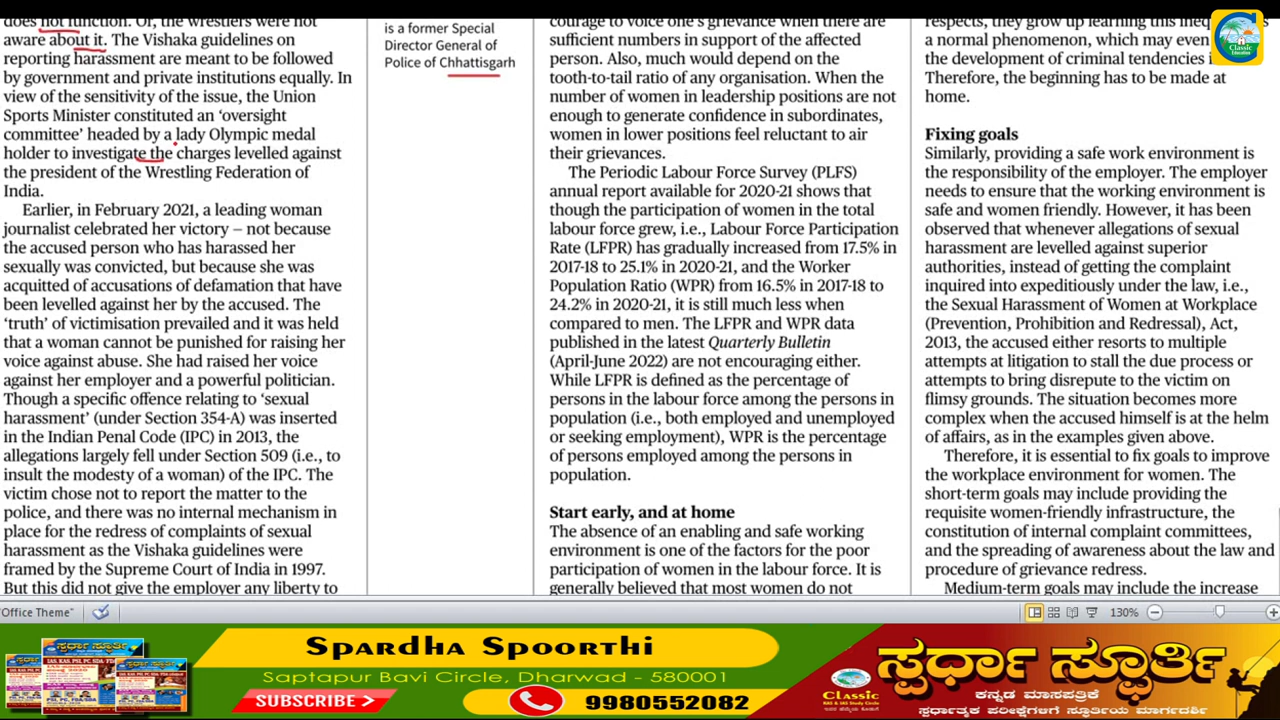 does not function. Or, the wrestlers were not
aware about it. The Vishaka guidelines on
reporting harassment are meant to be followed
by government and private institutions equally. In
view of the sensitivity of the issue, the Union
Sports Minister constituted an ‘oversight
committee’ headed by a lady Olympic medal
holder to investigate the charges levelled against
the president of the Wrestling Federation of
India.
Earlier, in February 2021, a leading woman
journalist celebrated her victory — not because
the accused person who has harassed her
sexually was convicted, but because she was
acquitted of accusations of defamation that have
been levelled against her by the accused. The
‘truth’ of victimisation prevailed and it was held
that a woman cannot be punished for raising her
voice against abuse. She had raised her voice
against her employer and a powerful politician.
Though a specific offence relating to ‘sexual
harassment’ (under Section 354-A) was inserted
in the Indian Penal Code (IPC) in 2013, the
allegations largely fell under Section 509 (i.e., to
insult the modesty of a woman) of the IPC. The
victim chose not to report the matter to the
police, and there was no internal mechanism in
place for the redress of complaints of sexual
harassment as the Vishaka guidelines were
framed by the Supreme Court of India in 1997.
But this did not give the employer any liberty to
is a former Special
Director General of
Police of Chhattisgarh
courage to voice one’s grievance when there are
sufficient numbers in support of the affected
person. Also, much would depend on the
tooth-to-tail ratio of any organisation. When the
number of women in leadership positions are not
enough to generate confidence in subordinates,
women in lower positions feel reluctant to air
their grievances.
The Periodic Labour Force Survey (PLFS)
annual report available for 2020-21 shows that
though the participation of women in the total
labour force grew, i.e., Labour Force Participation
Rate (LFPR) has gradually increased from 17.5% in
2017-18 to 25.1% in 2020-21, and the Worker
Population Ratio (WPR) from 16.5% in 2017-18 to
24.2% in 2020-21, it is still much less when
compared to men. The LFPR and WPR data
published in the latest Quarterly Bulletin
(April-June 2022) are not encouraging either.
While LFPR is defined as the percentage of
persons in the labour force among the persons in
population (i.e., both employed and unemployed
or seeking employment), WPR is the percentage
of persons employed among the persons in
population.
Start early, and at home
The absence of an enabling and safe working
environment is one of the factors for the poor
participation of women in the labour force. It is
generally believed that most women do not
respects, they grow up learning this
a normal phenomenon, which may even
the development of criminal tendencies
Therefore, the beginning has to be made at
home.
Fixing goals
Similarly, providing a safe work environment is
the responsibility of the employer. The employer
needs to ensure that the working environment is
safe and women friendly. However, it has been
observed that whenever allegations of sexual
harassment are levelled against superior
authorities, instead of getting the complaint
inquired into expeditiously under the law, i.e.,
the Sexual Harassment of Women at Workplace
(Prevention, Prohibition and Redressal), Act,
2013, the accused either resorts to multiple
attempts at litigation to stall the due process or
attempts to bring disrepute to the victim on
flimsy grounds. The situation becomes more
complex when the accused himself is at the helm
of affairs, as in the examples given above.
Therefore, it is essential to fix goals to improve
the workplace environment for women. The
short-term goals may include providing the
requisite women-friendly infrastructure, the
constitution of internal complaint committees,
and the spreading of awareness about the law and
procedure of grievance redress.
Medium-term goals may include the increase
Classic
Education
"Office Theme"
130%
Spardha Spoorthi
Saptapur Bavi Circle, Dharwad - 580001
SUBSCRIBE
9980552082
Classic
IAS & KAS Study Circle
ಸ್ಪರ್ಧಾ ಸ್ಫೂರ್ತಿ
ಕನ್ನಡ ಮಾಸಪತ್ರಿಕೆ
ಸ್ಪರ್ಧಾತ್ಮಕ ಪರೀಕ್ಷೆಗಳಿಗೆ ಸ್ಫೂರ್ತಿಯ ಮಾರ್ಗದರ್ಶಿ